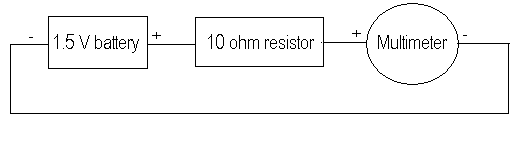 - 1.5 V battery + 10 ohm resistor + Multimeter -